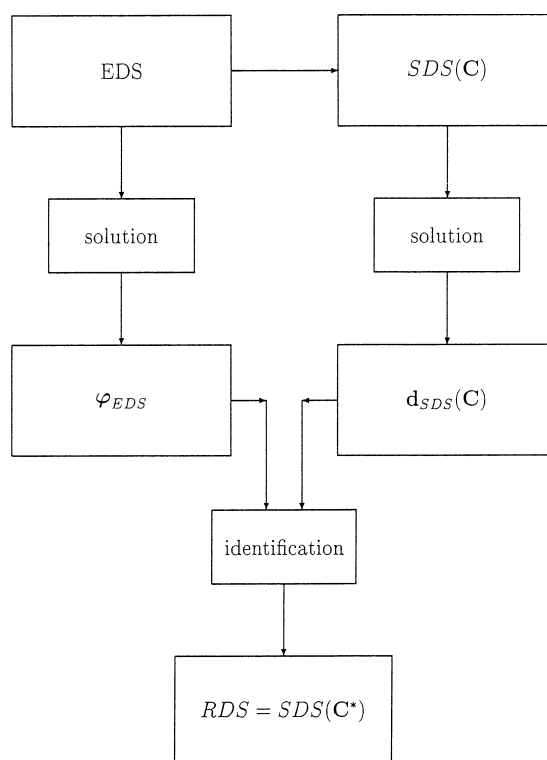 EDS
SDS(C)
solution
solution
φ_EDS
d_SDS(C)
identification
RDS = SDS(C*)